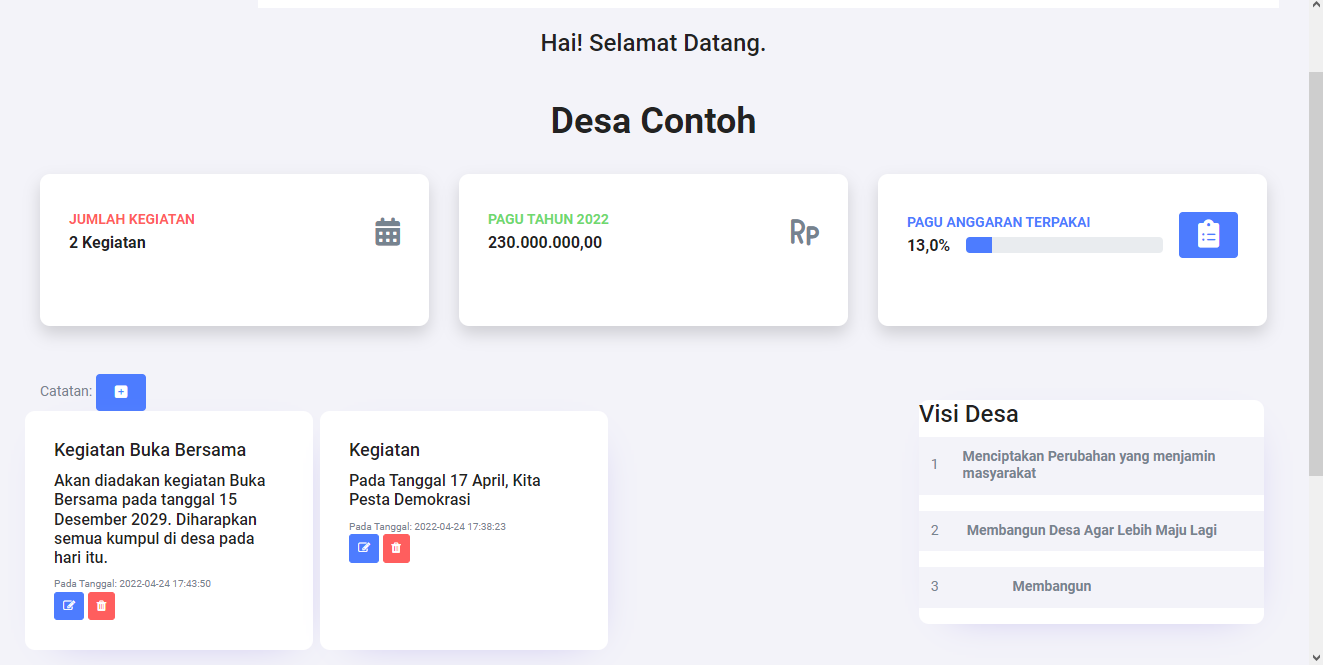 Hai! Selamat Datang.
Desa Contoh
JUMLAH KEGIATAN
2 Kegiatan
PAGU TAHUN 2022
230.000.000,00
Rp
PAGU ANGGARAN TERPAKAI
13,0%
Catatan:
Kegiatan Buka Bersama
Akan diadakan kegiatan Buka
Bersama pada tanggal 15
Desember 2029. Diharapkan
semua kumpul di desa pada
hari itu.
Pada Tanggal: 2022-04-24 17:43:50
Kegiatan
Pada Tanggal 17 April, Kita
Pesta Demokrasi
Pada Tanggal: 2022-04-24 17:38:23
Visi Desa
1 Menciptakan Perubahan yang menjamin
masyarakat
2 Membangun Desa Agar Lebih Maju Lagi
3 Membangun